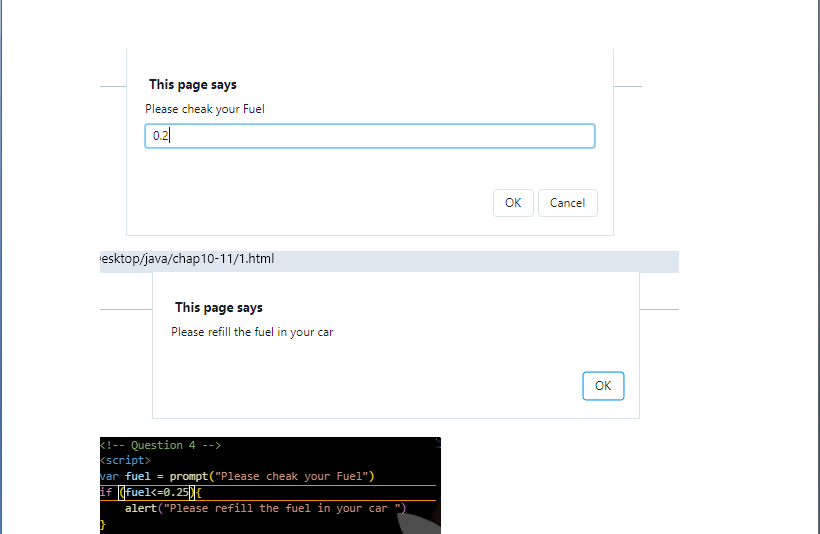 This page says
Please cheak your Fuel
0.2
OK Cancel
esktop/java/chap10-11/1.html
This page says
Please refill the fuel in your car
OK
<!-- Question 4 -->
<script>
var fuel = prompt("Please cheak your Fuel")
if (fuel<=0.25){
alert("Please refill the fuel in your car ")
}